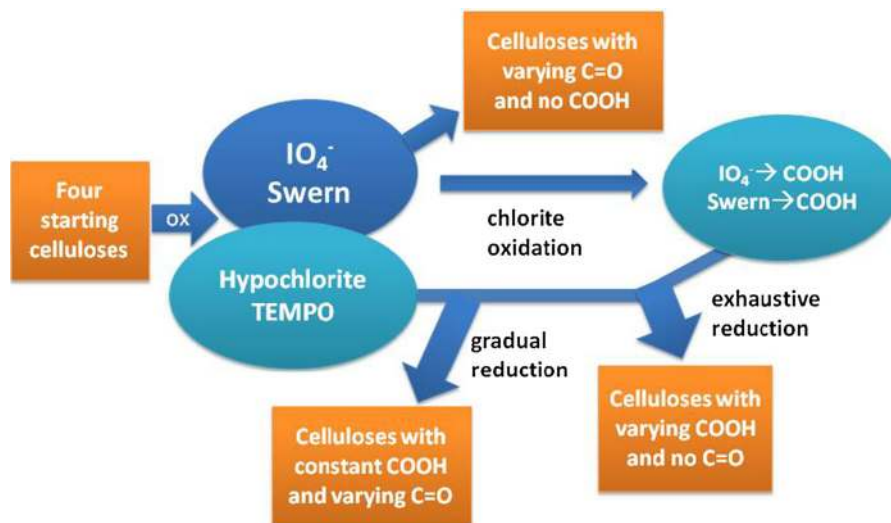 Celluloses with
varying C=O
and no COOH
IO₄⁻
Swern
IO₄⁻→ COOH
Swern→COOH
Four
starting
celluloses
ox
chlorite
oxidation
Hypochlorite
TEMPO
exhaustive
reduction
gradual
reduction
Celluloses with
constant COOH
and varying C=O
Celluloses with
varying COOH
and no C=O